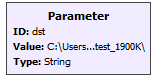 Parameter
ID: dst
Value: C:\Users...test_1900K\
Type: String